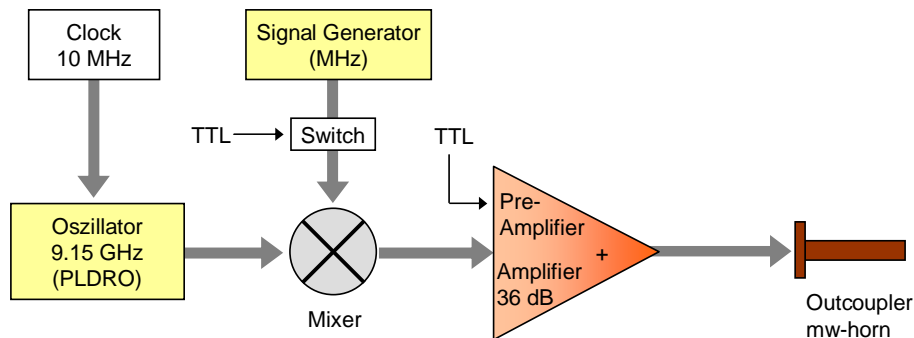 Clock
10 MHz
Signal Generator
(MHz)
TTL
Switch
TTL
Oszillator
9.15 GHz
(PLDRO)
Mixer
Pre-
Amplifier
+
Amplifier
36 dB
Outcoupler
mw-horn